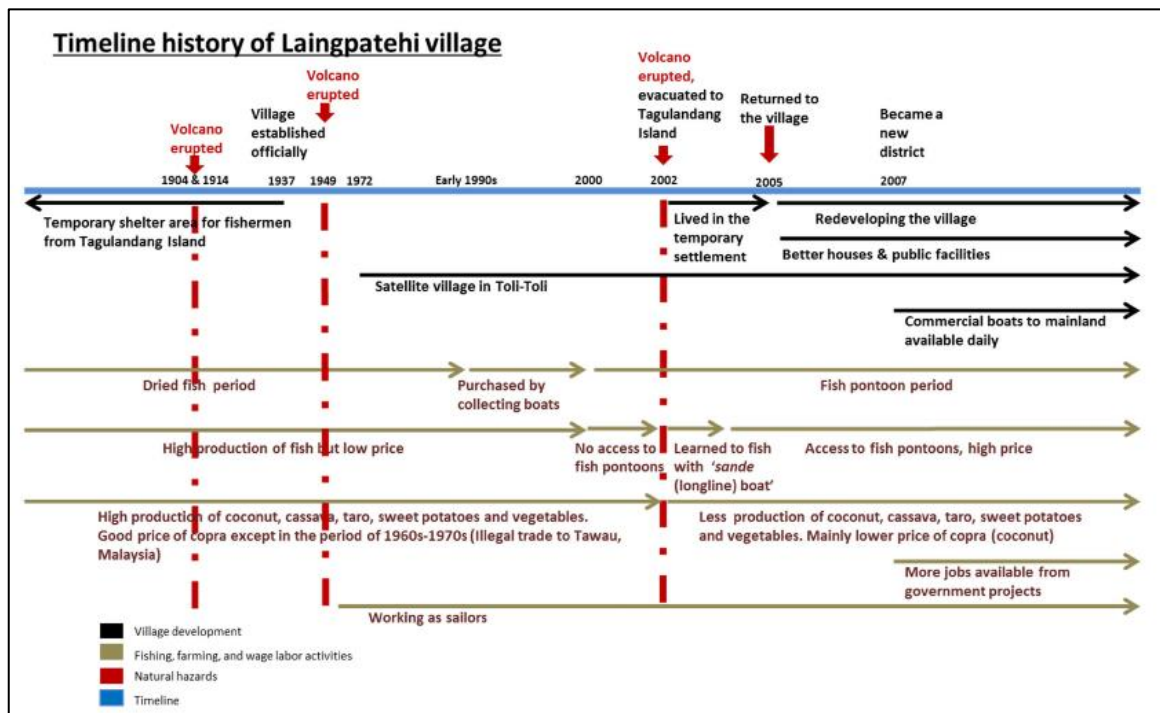 Timeline history of Laingpatehi village
Volcano
erupted
Village
established
officially
Volcano
erupted
Volcano
erupted,
evacuated to
Tagulandang
Island
Returned to
the village
Became a
new
district
1904 & 1914
1937
1949
1972
Early 1990s
2000
2002
2005
2007
Temporary shelter area for fishermen
from Tagulandang Island
Lived in the
temporary
settlement
Redeveloping the village
Better houses & public facilities
Satellite village in Toli-Toli
Commercial boats to mainland
available daily
Dried fish period
Purchased by
collecting boats
Fish pontoon period
High production of fish but low price
No access to
fish pontoons
Learned to fish
with ‘sande
(longline) boat’
Access to fish pontoons, high price
High production of coconut, cassava, taro, sweet potatoes and vegetables.
Good price of copra except in the period of 1960s-1970s (Illegal trade to Tawau,
Malaysia)
Less production of coconut, cassava, taro, sweet potatoes
and vegetables. Mainly lower price of copra (coconut)
More jobs available from
government projects
Working as sailors
Village development
Fishing, farming, and wage labor activities
Natural hazards
Timeline